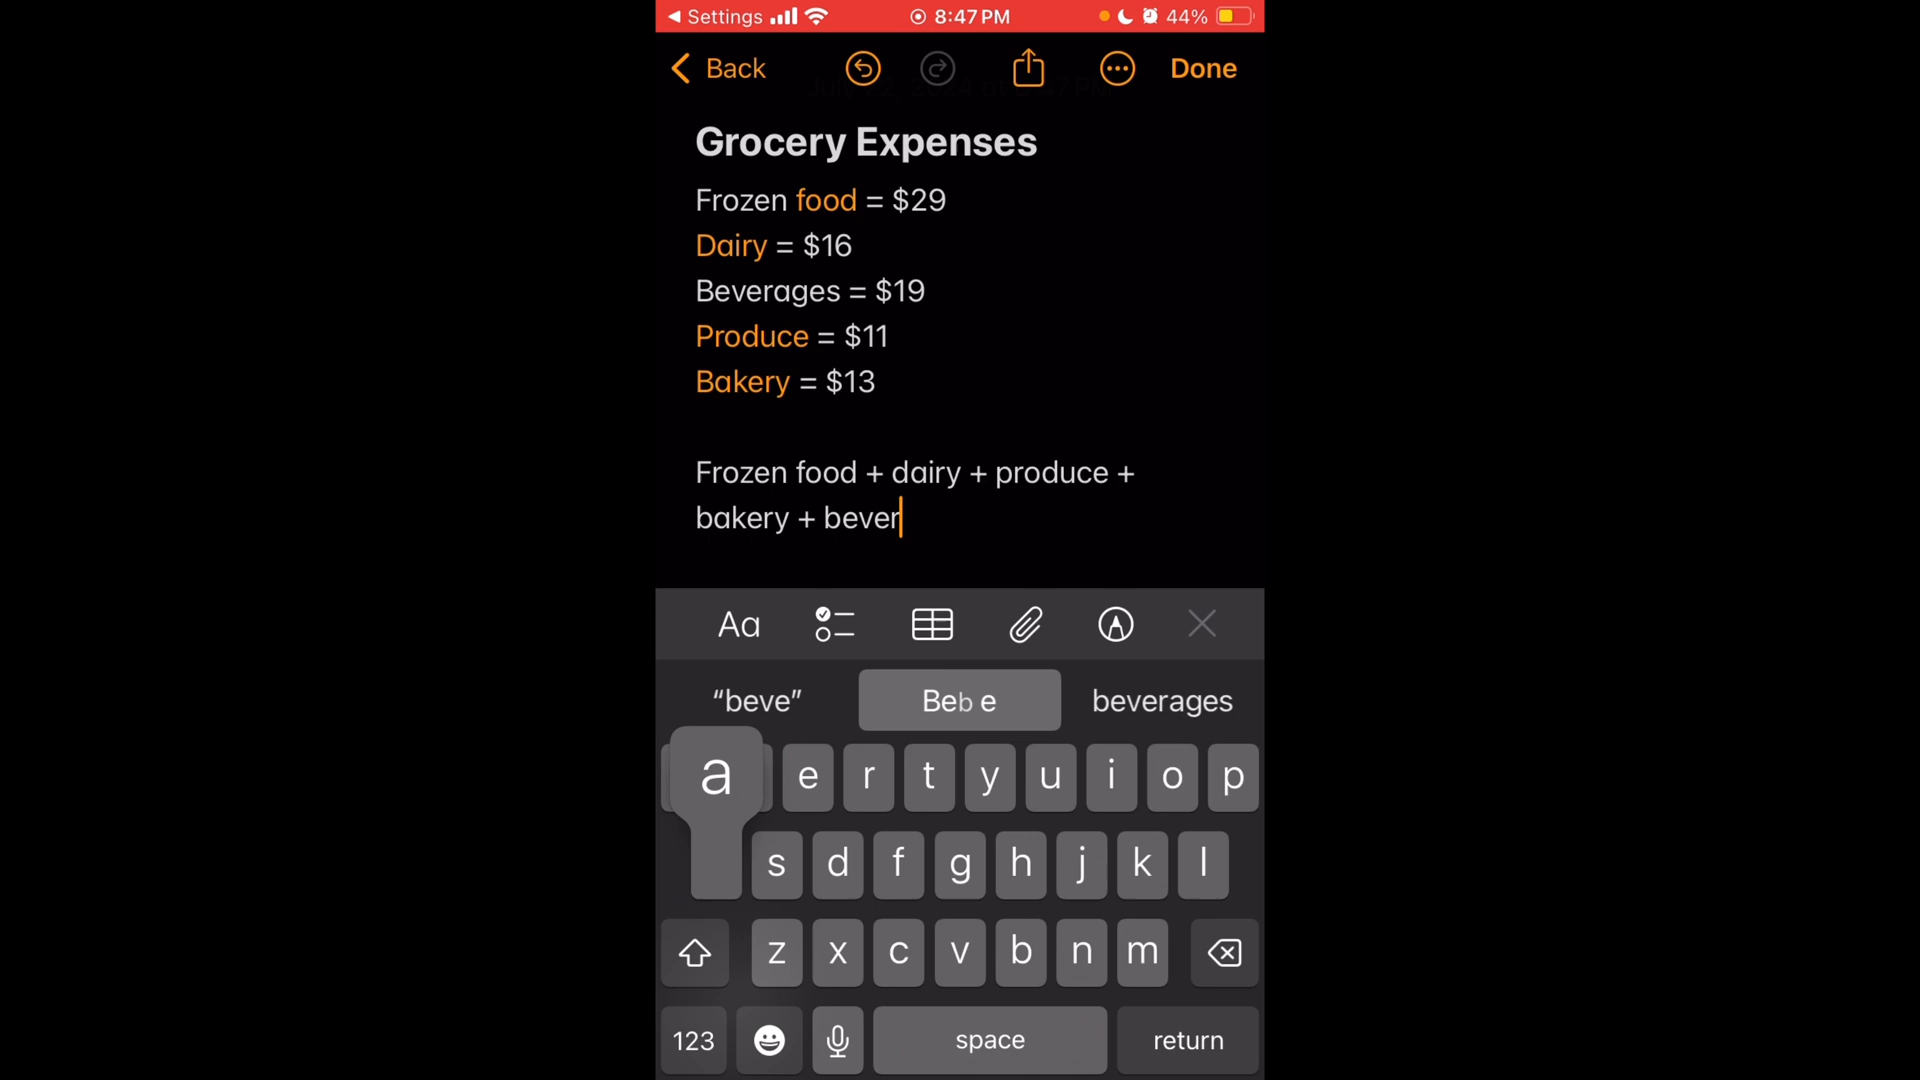 Settings 8:47 PM 44%
Back Done
Grocery Expenses
Frozen food = $29
Dairy = $16
Beverages = $19
Produce = $11
Bakery = $13
Frozen food + dairy + produce +
bakery + bever
Aa
“beve” beverages
a e r t y u i o p
s d f g h j k l
z x c v b n m
123 space return